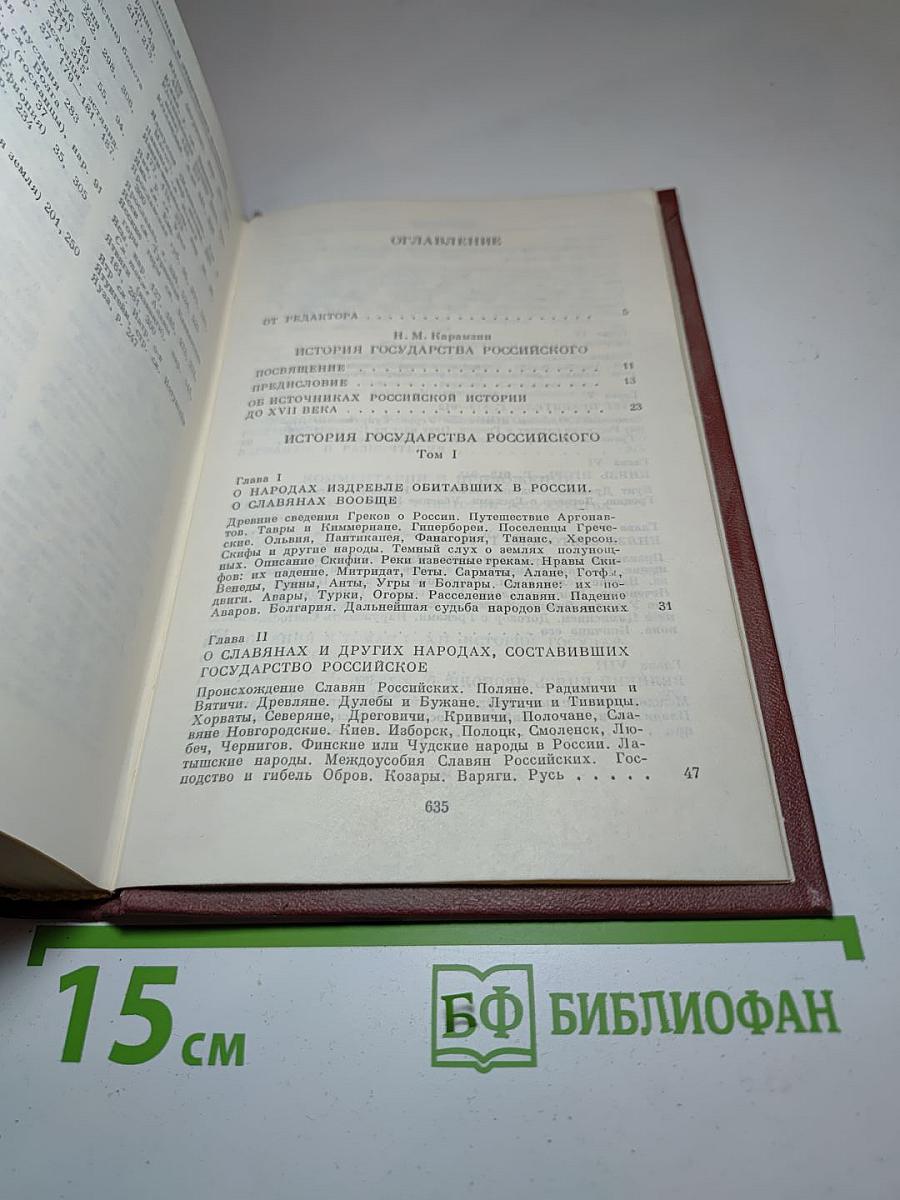 ОГЛАВЛЕНИЕ
ОТ РЕДАКТОРА . . . . . . . . . . . . . . . . . . . . 5
Н. М. Карамзин
ИСТОРИЯ ГОСУДАРСТВА РОССИЙСКОГО
ПОСВЯЩЕНИЕ . . . . . . . . . . . . . . . . . . . . 11
ПРЕДИСЛОВИЕ . . . . . . . . . . . . . . . . . . . . 13
ОБ ИСТОЧНИКАХ РОССИЙСКОЙ ИСТОРИИ
ДО XVII ВЕКА . . . . . . . . . . . . . . . . . . . . 23
ИСТОРИЯ ГОСУДАРСТВА РОССИЙСКОГО
Том I
Глава I
О НАРОДАХ ИЗДРЕВЛЕ ОБИТАВШИХ В РОССИИ.
О СЛАВЯНАХ ВООБЩЕ
Древние сведения Греков о России. Путешествие Аргонав-
тов. Тавры и Киммериане. Гипербореи. Поселенцы Грече-
ские. Ольвия, Пантикапея, Фанагория, Танаис, Херсон.
Скифы и другие народы. Темный слух о землях полунощ-
ных. Описание Скифии. Реки известные грекам. Нравы Ски-
фов: их падение. Митридат, Геты. Сарматы, Алане, Готфы,
Венеды, Гунны, Анты, Угры и Болгары. Славяне: их по-
двиги. Авары, Турки, Огоры. Расселение славян. Падение
Аваров. Болгария. Дальнейшая судьба народов Славянских 31
Глава II
О СЛАВЯНАХ И ДРУГИХ НАРОДАХ, СОСТАВИВШИХ
ГОСУДАРСТВО РОССИЙСКОЕ
Происхождение Славян Российских. Поляне. Радимичи и
Вятичи. Древляне. Дулебы и Бужане. Лутичи и Тивирцы.
Хорваты, Северяне, Дреговичи, Кривичи, Полочане, Сла-
вяне Новгородские. Киев. Изборск, Полоцк, Смоленск, Лю-
беч, Чернигов. Финские или Чудские народы в России. Ла-
тышские народы. Междоусобия Славян Российских. Гос-
подство и гибель Обров. Козары. Варяги. Русь . . . . . 47
635
15 см
БФ БИБЛИОФАН